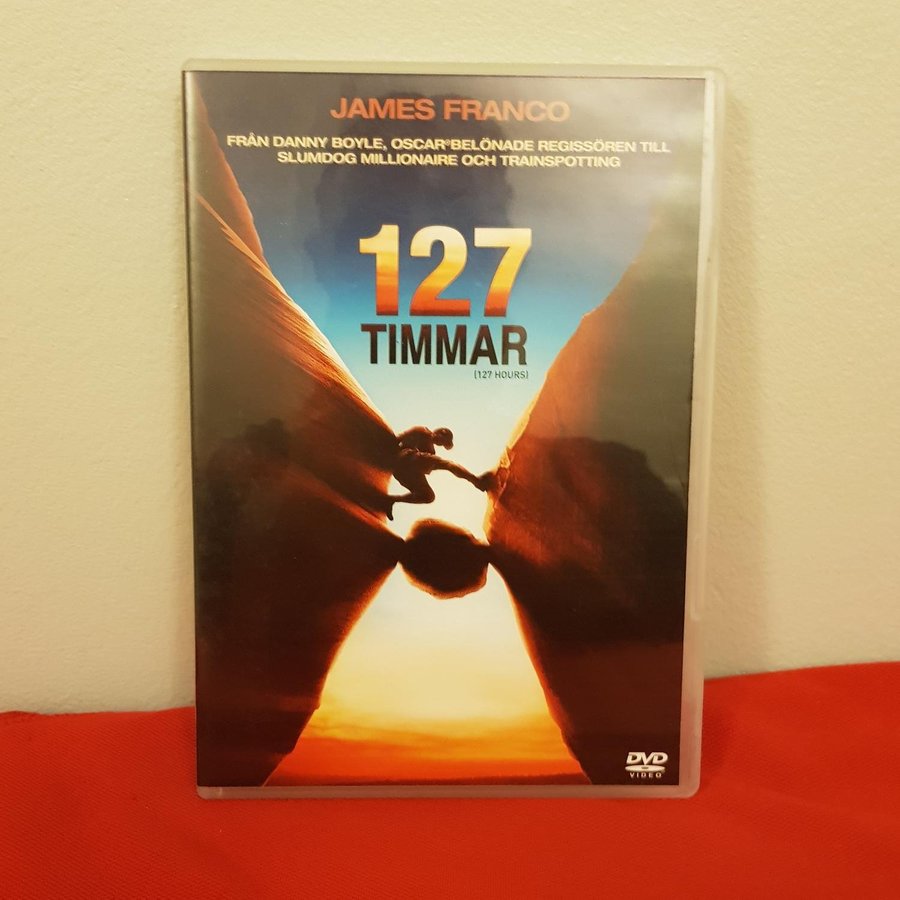 JAMES FRANCO
FRÅN DANNY BOYLE, OSCAR®BELÖNADE REGISSÖREN TILL
SLUMDOG MILLIONAIRE OCH TRAINSPOTTING
127
TIMMAR
(127 HOURS)
DVD
VIDEO